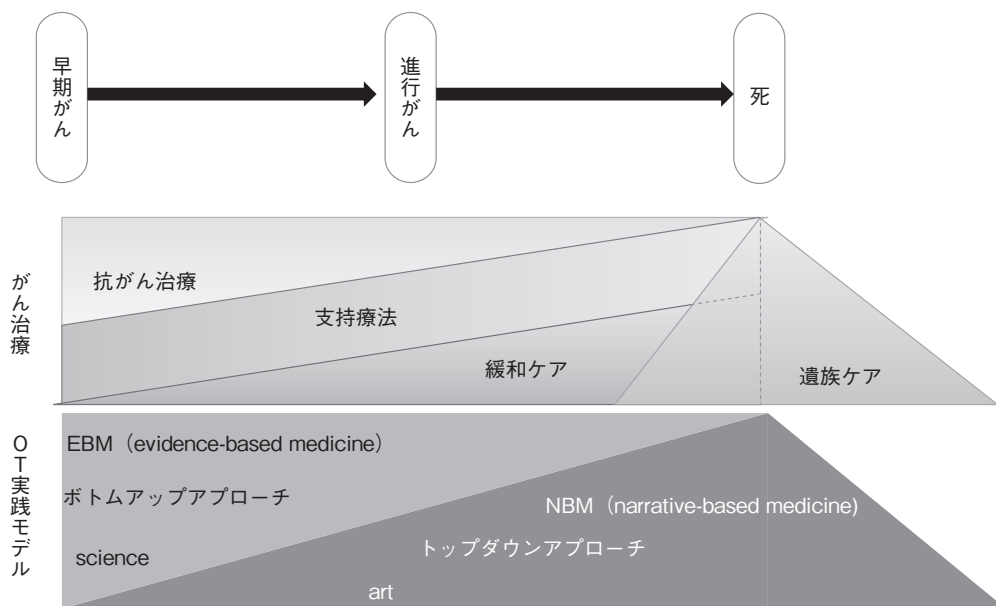 早期がん
進行がん
死
がん治療
抗がん治療
支持療法
緩和ケア
遺族ケア
OT実践モデル
EBM（evidence-based medicine）
ボトムアップアプローチ
science
NBM（narrative-based medicine)
トップダウンアプローチ
art